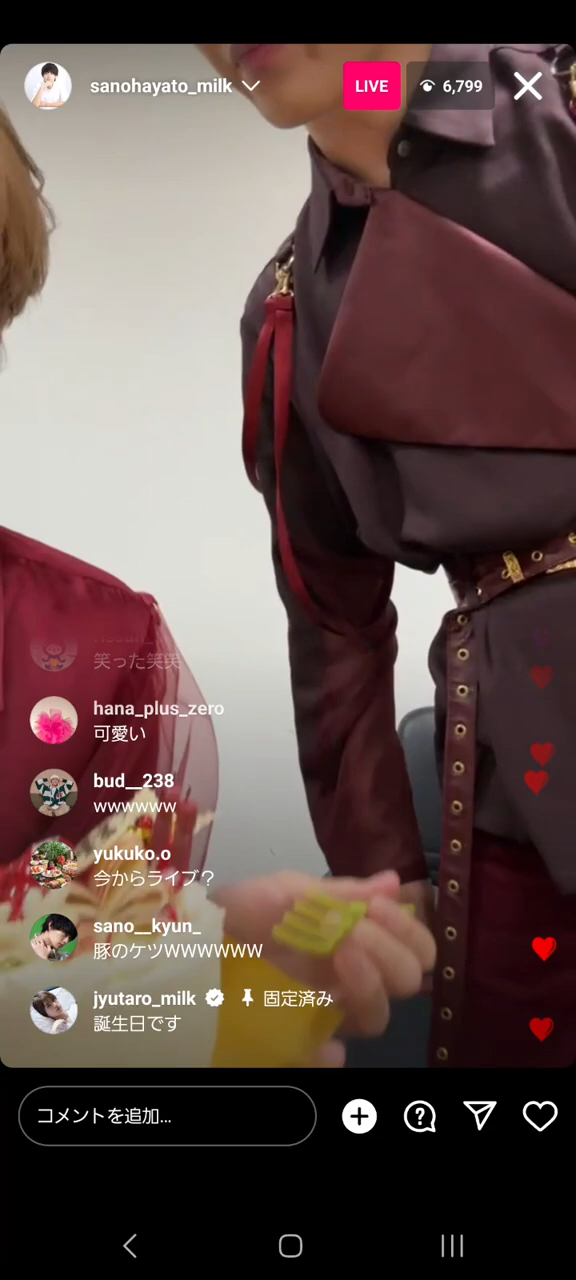 sanohayato_milk
LIVE
6,799
笑った笑笑
hana_plus_zero
可愛い
bud__238
wwwwww
yukuko.o
今からライブ？
sano__kyun_
豚のケツWWWWWW
jyutaro_milk 固定済み
誕生日です
コメントを追加...